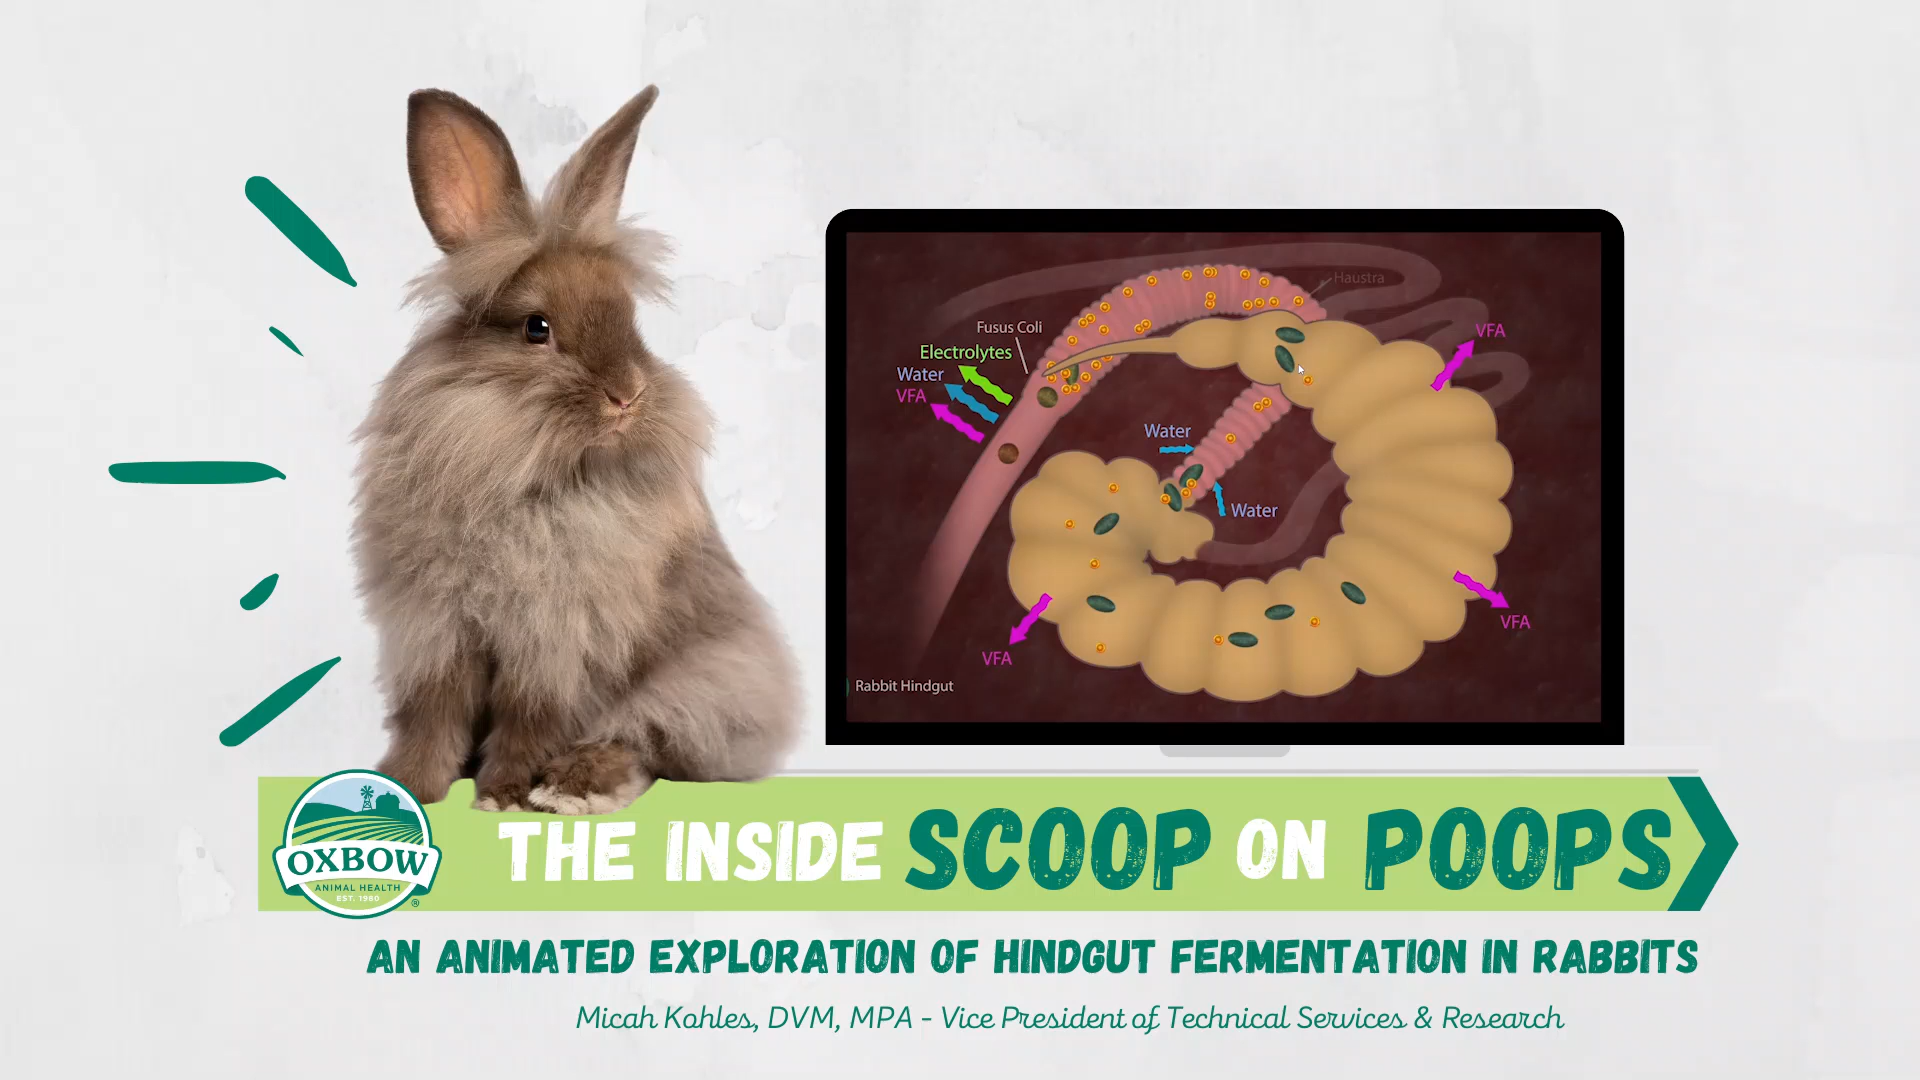 Haustra
Fusus Coli
VFA
Electrolytes
Water
VFA
Water
Water
VFA
VFA
Rabbit Hindgut
OXBOW
ANIMAL HEALTH
EST. 1980
®
THE INSIDE SCOOP ON POOPS
AN ANIMATED EXPLORATION OF HINDGUT FERMENTATION IN RABBITS
Micah Kohles, DVM, MPA - Vice President of Technical Services & Research